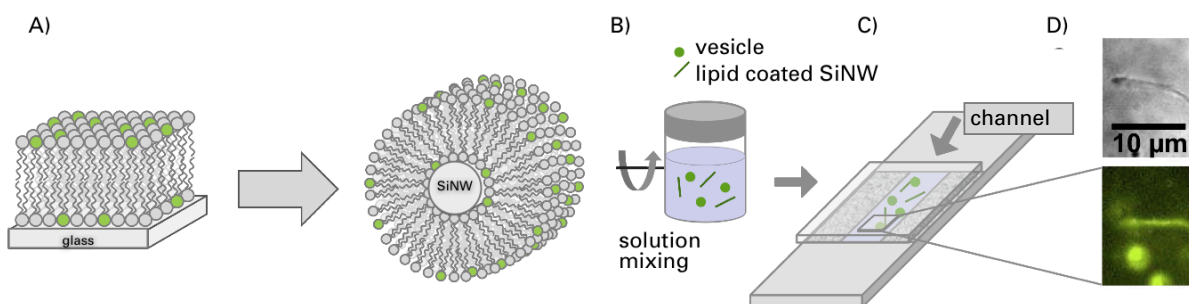 A)
B)
C)
D)
vesicle
lipid coated SiNW
channel
10 µm
SiNW
glass
solution
mixing